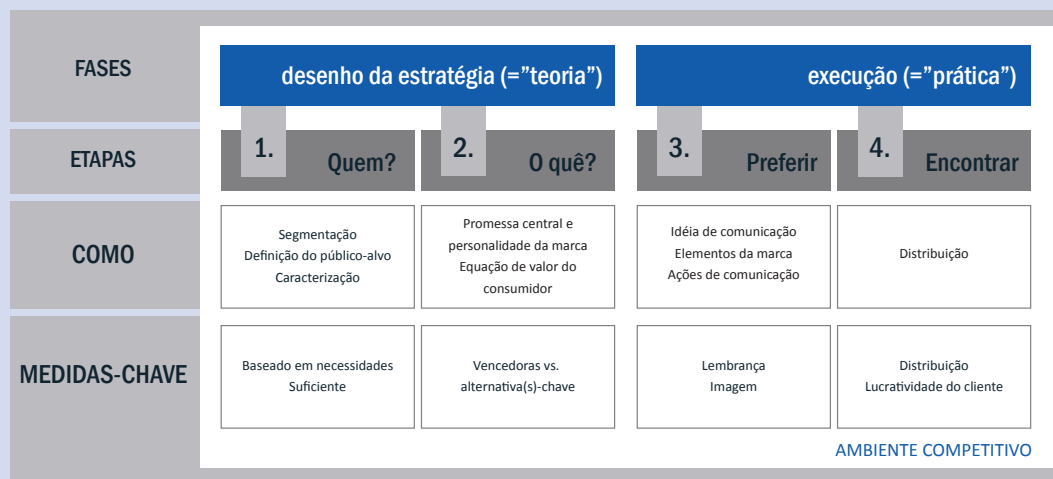 FASES
desenho da estratégia (=”teoria”)
execução (=”prática”)
ETAPAS
1.
Quem?
2.
O quê?
3.
Preferir
4.
Encontrar
COMO
Segmentação
Definição do público-alvo
Caracterização
Promessa central e
personalidade da marca
Equação de valor do
consumidor
Idéia de comunicação
Elementos da marca
Ações de comunicação
Distribuição
MEDIDAS-CHAVE
Baseado em necessidades
Suficiente
Vencedoras vs.
alternativa(s)-chave
Lembrança
Imagem
Distribuição
Lucratividade do cliente
AMBIENTE COMPETITIVO